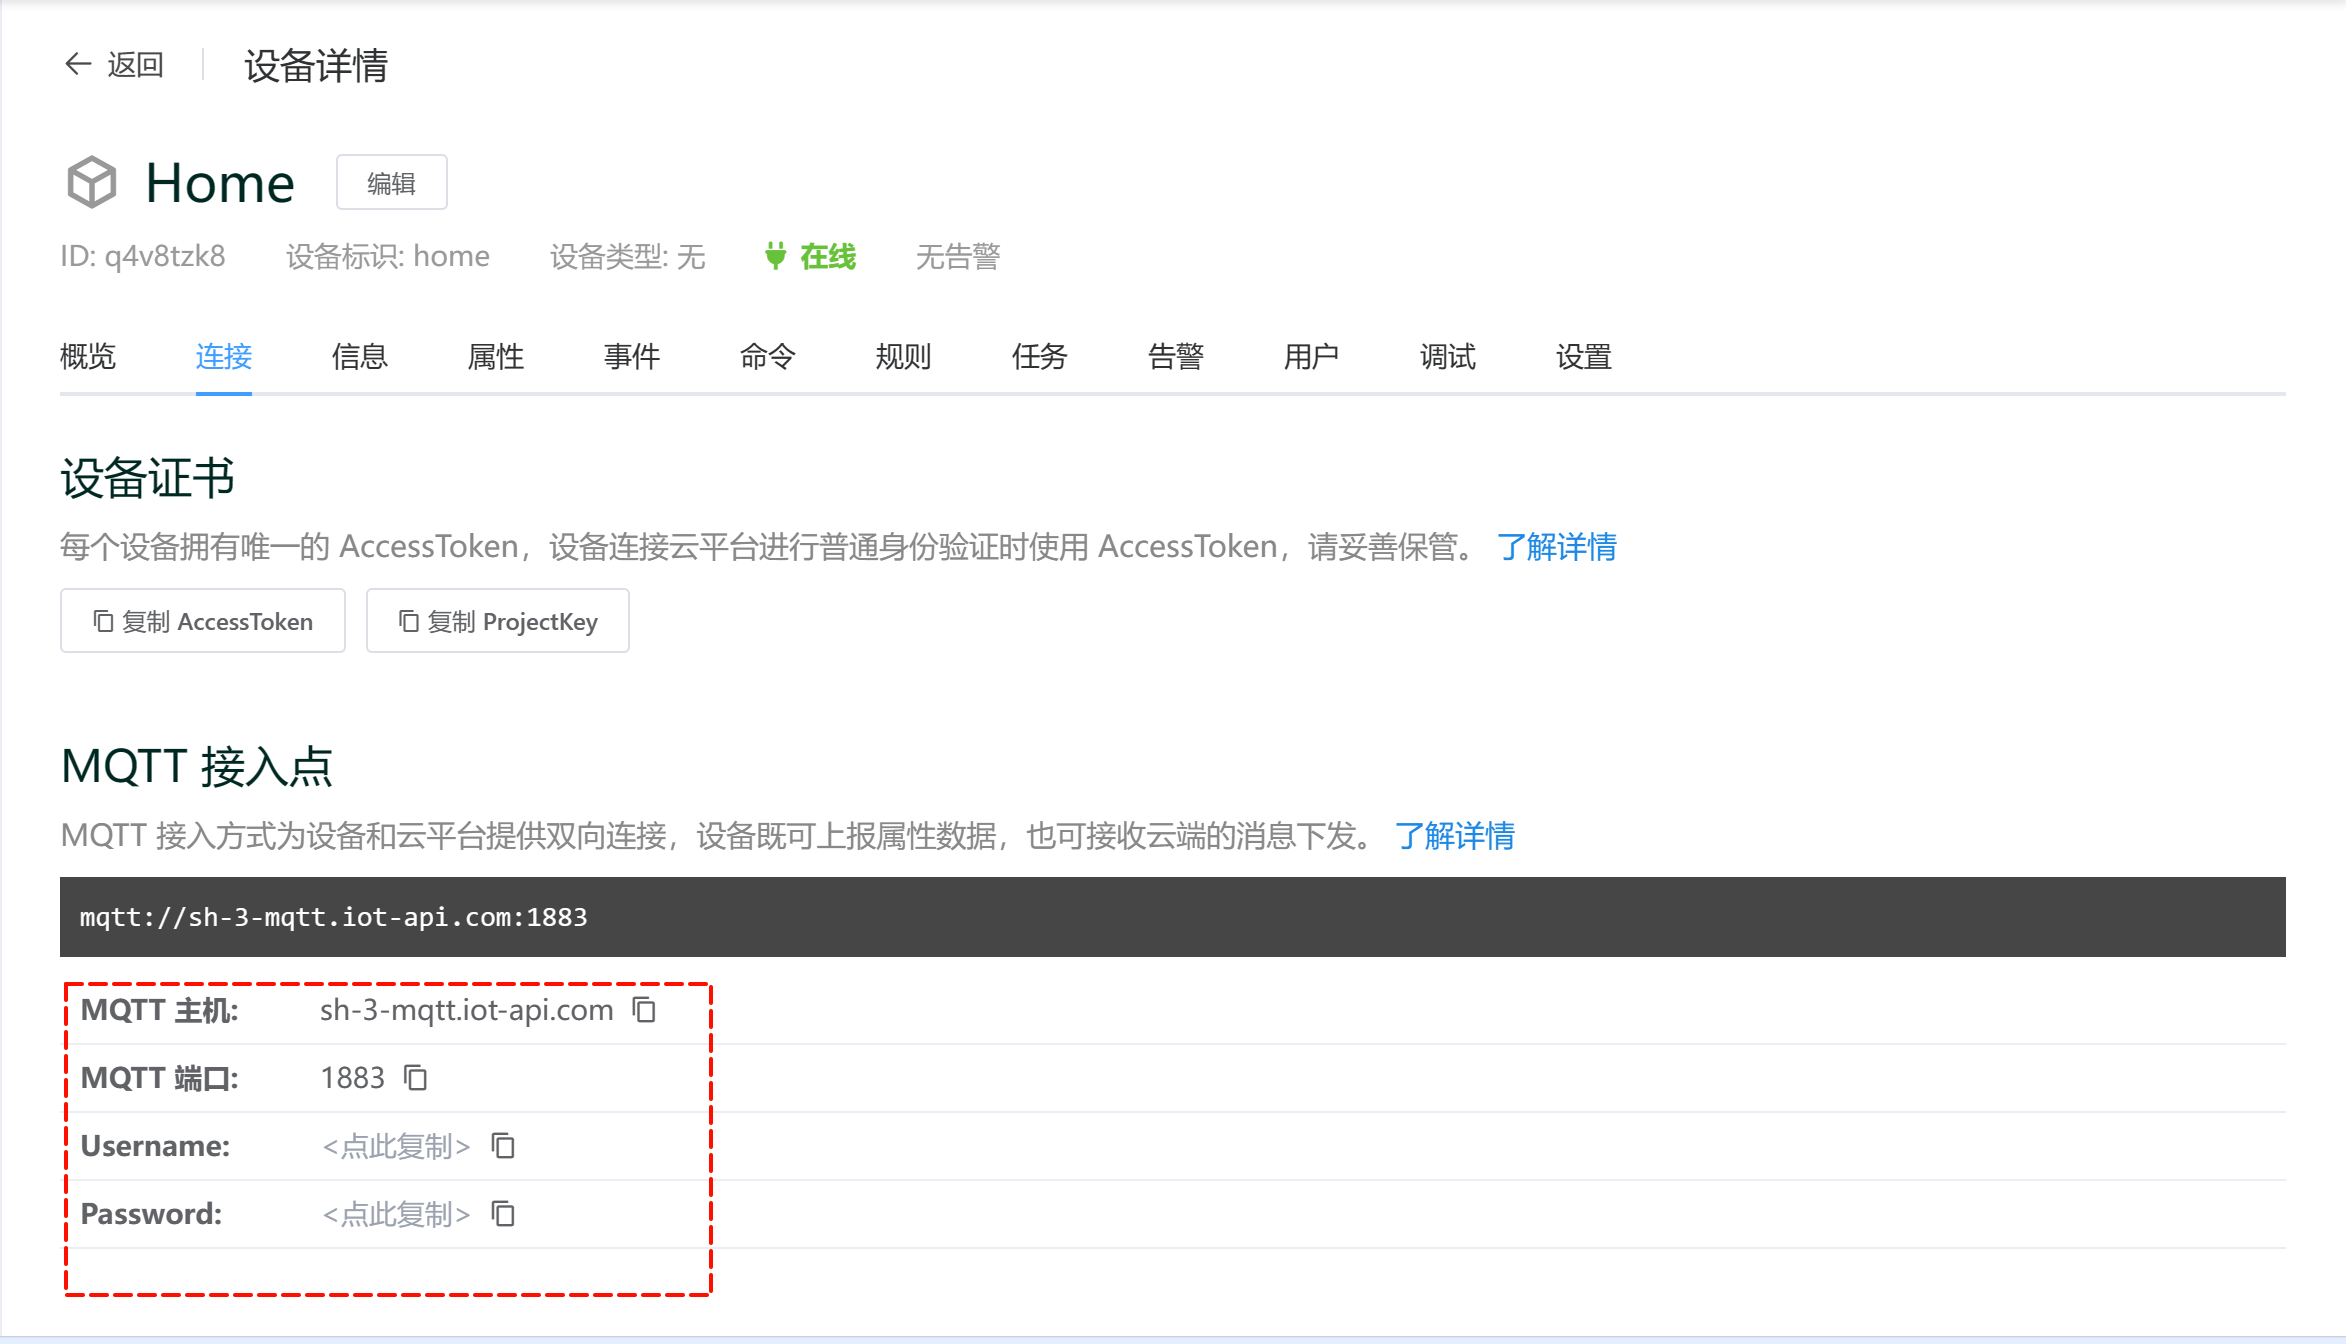 返回 设备详情
Home 编辑
ID: q4v8tzk8 设备标识: home 设备类型: 无 在线 无告警
概览 连接 信息 属性 事件 命令 规则 任务 告警 用户 调试 设置
设备证书
每个设备拥有唯一的 AccessToken，设备连接云平台进行普通身份验证时使用 AccessToken，请妥善保管。 了解详情
复制 AccessToken 复制 ProjectKey
MQTT 接入点
MQTT 接入方式为设备和云平台提供双向连接，设备既可上报属性数据，也可接收云端的消息下发。 了解详情
mqtt://sh-3-mqtt.iot-api.com:1883
MQTT 主机: sh-3-mqtt.iot-api.com
MQTT 端口: 1883
Username: <点此复制>
Password: <点此复制>